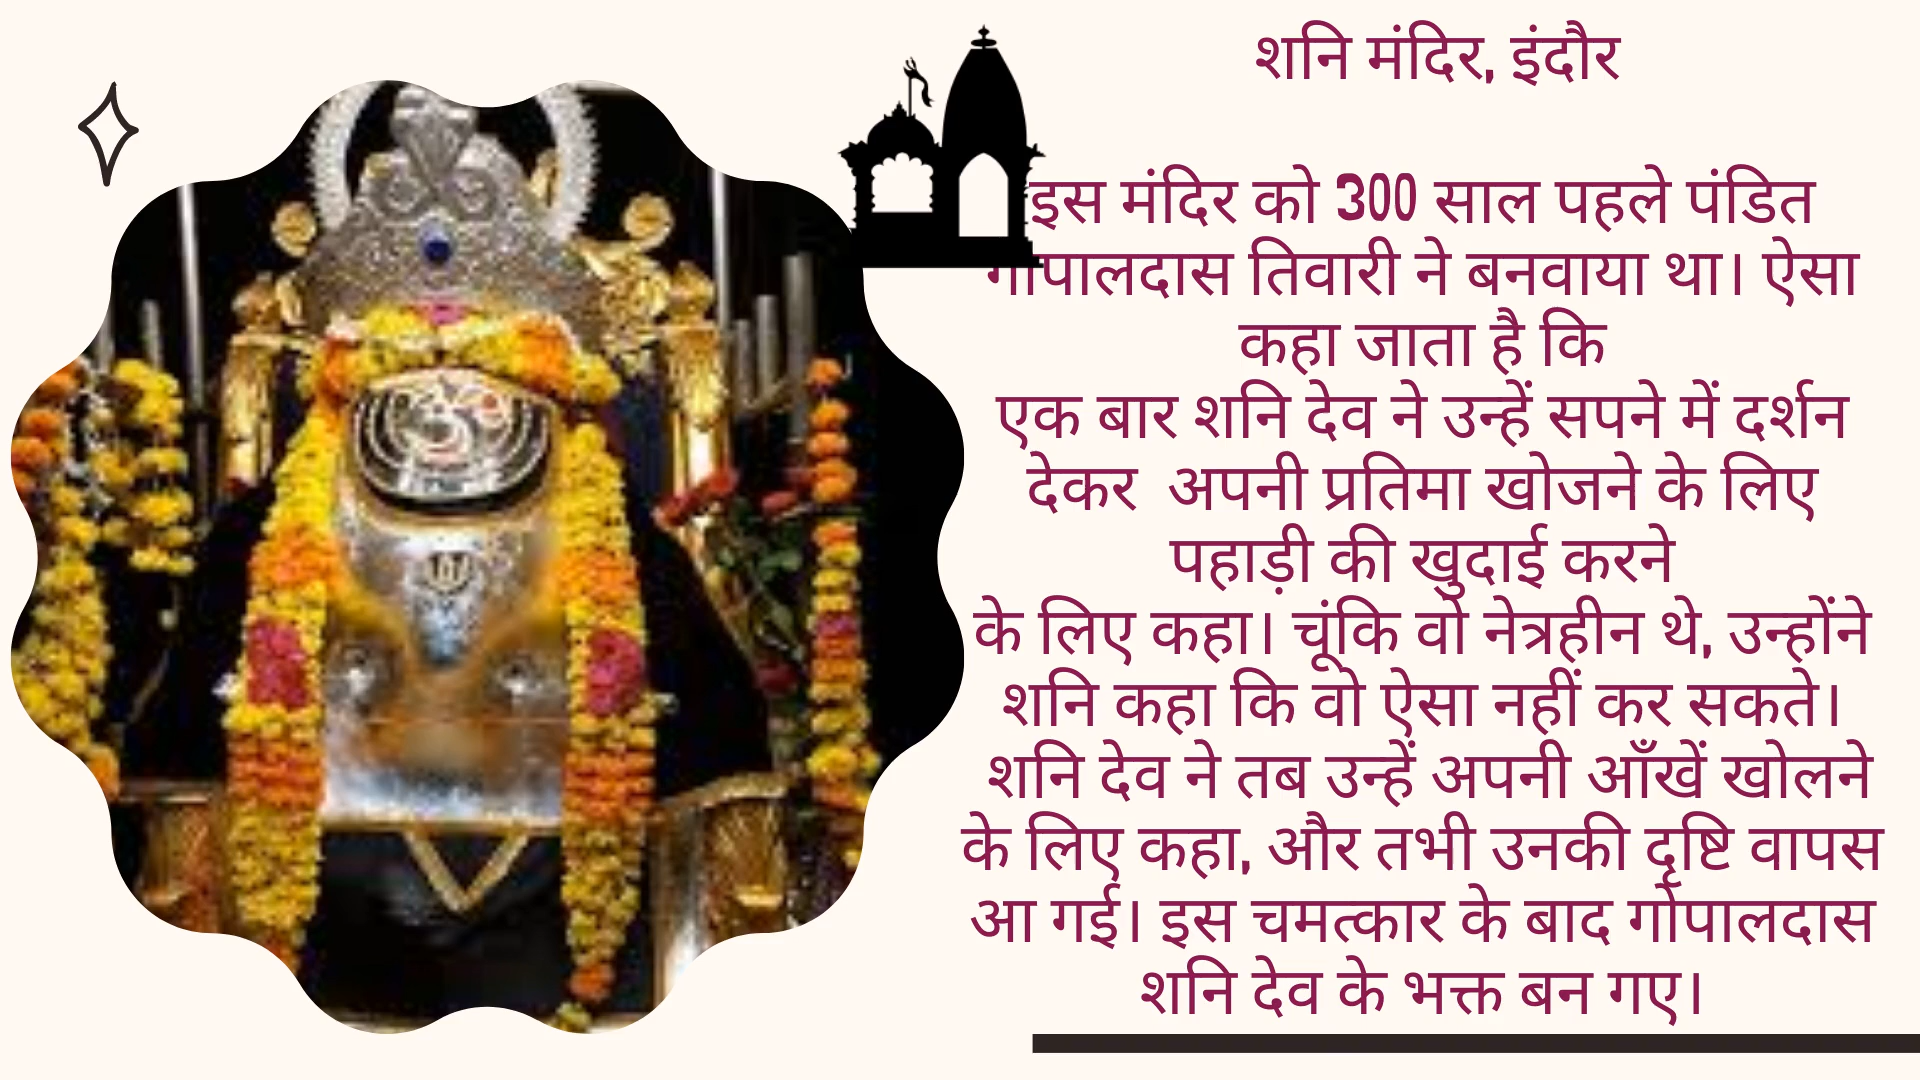 शनि मंदिर, इंदौर
इस मंदिर को 300 साल पहले पंडित
गोपालदास तिवारी ने बनवाया था। ऐसा
कहा जाता है कि
एक बार शनि देव ने उन्हें सपने में दर्शन
देकर अपनी प्रतिमा खोजने के लिए
पहाड़ी की खुदाई करने
के लिए कहा। चूंकि वो नेत्रहीन थे, उन्होंने
शनि कहा कि वो ऐसा नहीं कर सकते।
शनि देव ने तब उन्हें अपनी आँखें खोलने
के लिए कहा, और तभी उनकी दृष्टि वापस
आ गई। इस चमत्कार के बाद गोपालदास
शनि देव के भक्त बन गए।